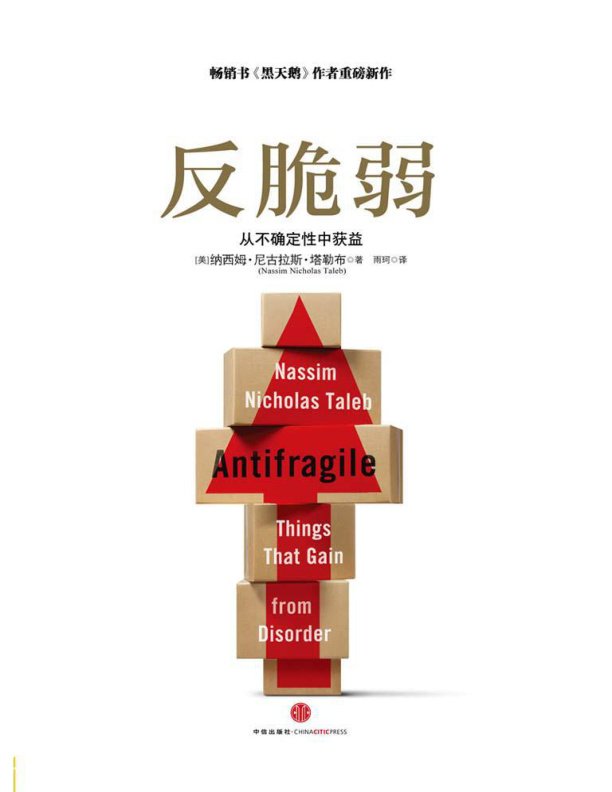 畅销书《黑天鹅》作者重磅新作
反脆弱
从不确定性中获益
[美]纳西姆·尼古拉斯·塔勒布◎著 雨珂◎译
(Nassim Nicholas Taleb)
Nassim
Nicholas Taleb
Antifragile
Things
That Gain
from
Disorder
中信出版社·CHINACITICPRESS